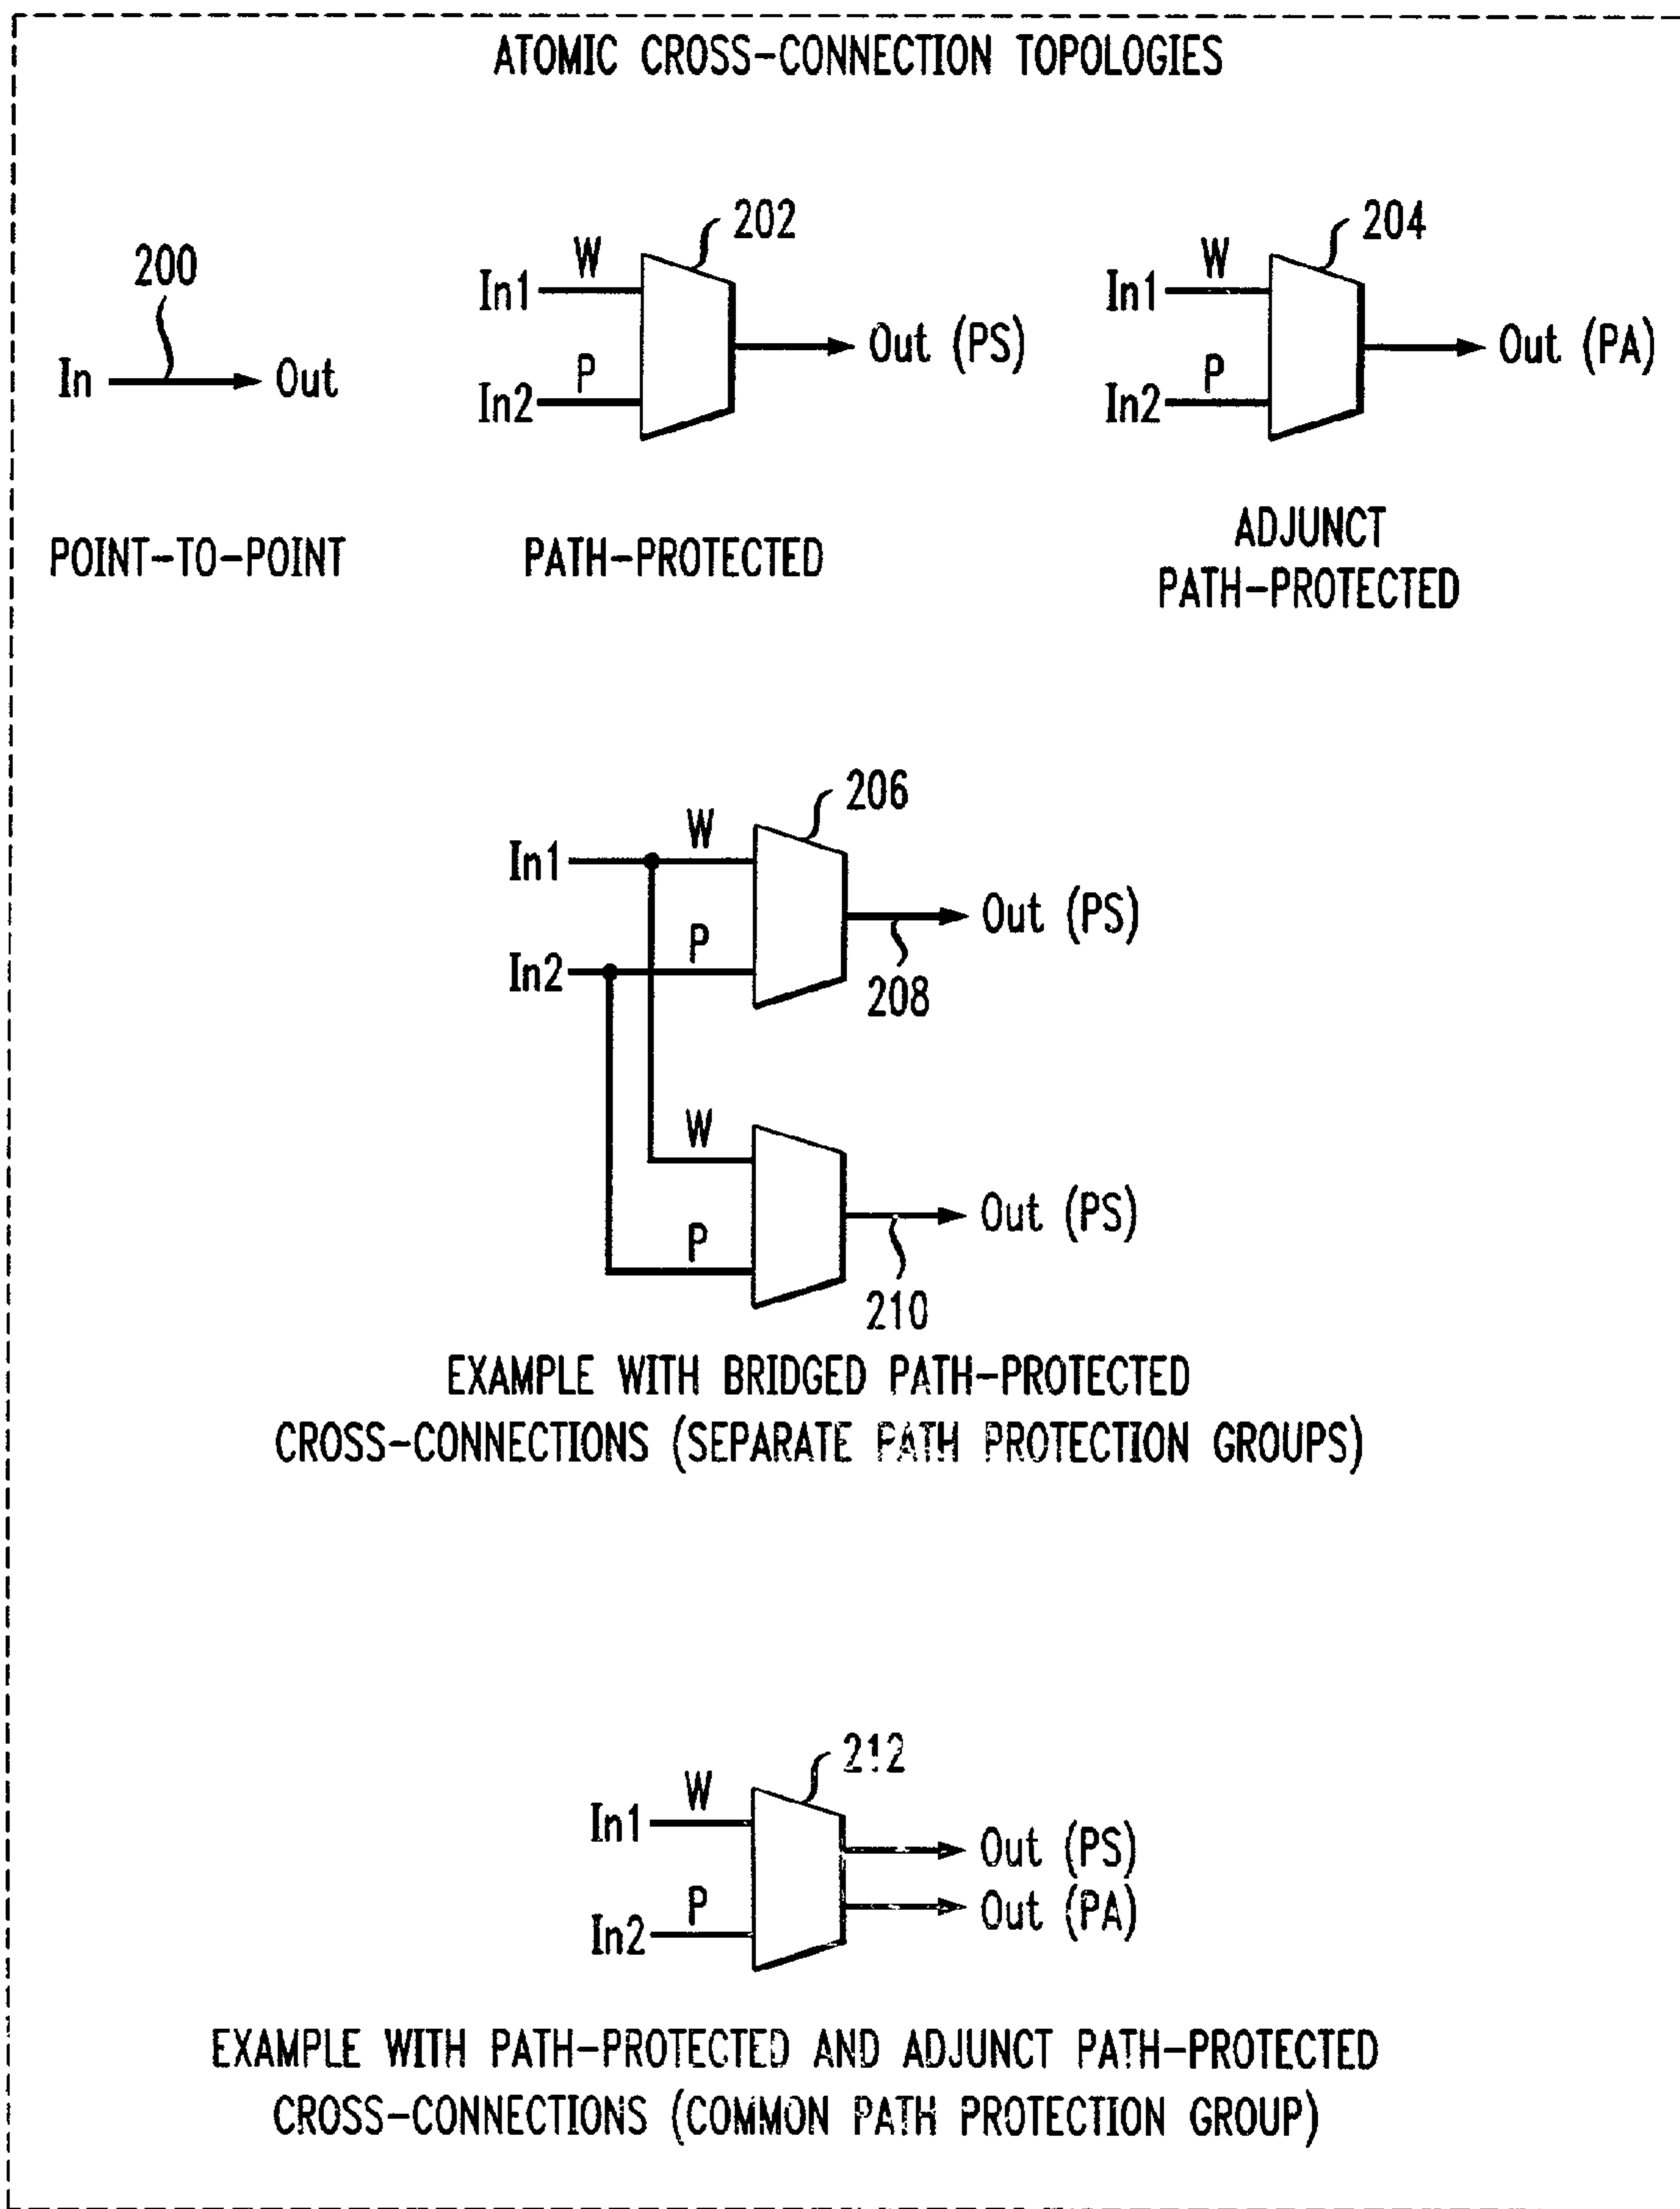 ATOMIC CROSS-CONNECTION TOPOLOGIES
200
In
Out
POINT-TO-POINT
202
W
In1
P
In2
Out (PS)
PATH-PROTECTED
204
W
In1
P
In2
Out (PA)
ADJUNCT
PATH-PROTECTED
206
W
In1
P
In2
Out (PS)
208
W
P
Out (PS)
210
EXAMPLE WITH BRIDGED PATH-PROTECTED
CROSS-CONNECTIONS (SEPARATE PATH PROTECTION GROUPS)
212
W
In1
P
In2
Out (PS)
Out (PA)
EXAMPLE WITH PATH-PROTECTED AND ADJUNCT PATH-PROTECTED
CROSS-CONNECTIONS (COMMON PATH PROTECTION GROUP)